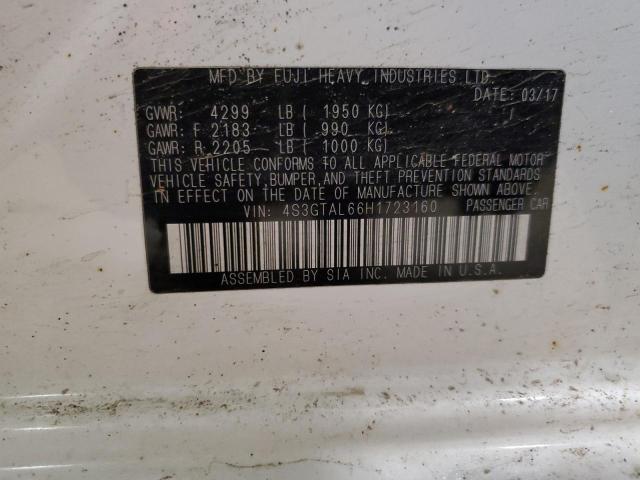 MFD BY FUJI HEAVY INDUSTRIES LTD.
DATE: 03/17
GVWR: 4299 LB ( 1950 KG)
GAWR: F 2183 LB ( 990 KG)
GAWR: R 2205 LB ( 1000 KG)
THIS VEHICLE CONFORMS TO ALL APPLICABLE FEDERAL MOTOR
VEHICLE SAFETY, BUMPER, AND THEFT PREVENTION STANDARDS
IN EFFECT ON THE DATE OF MANUFACTURE SHOWN ABOVE.
VIN: 4S3GTAL66H1723160 PASSENGER CAR
ASSEMBLED BY SIA INC. MADE IN U.S.A.